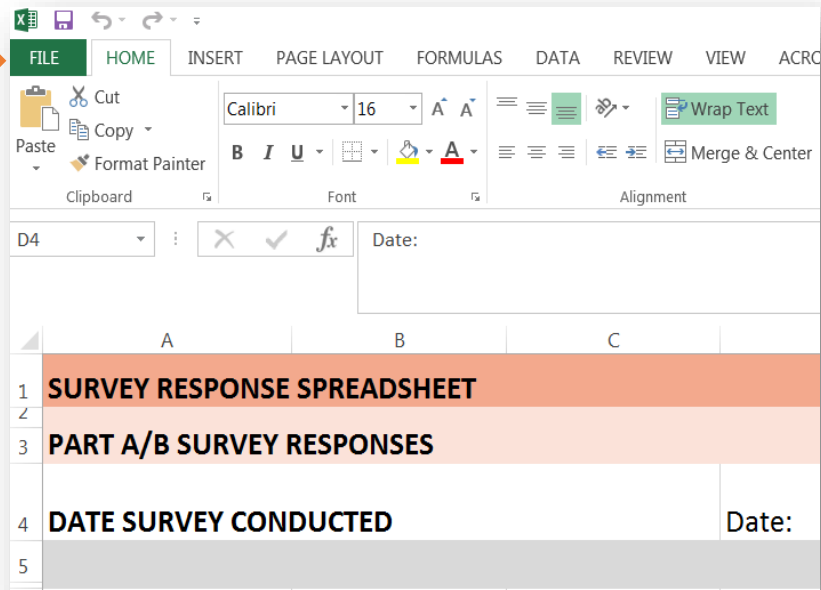 FILE HOME INSERT PAGE LAYOUT FORMULAS DATA REVIEW VIEW ACRO
Cut
Calibri 16 A A Wrap Text
Copy
Paste B I U A Merge & Center
Format Painter
Clipboard Font Alignment
D4 fx Date:
A B C
1 SURVEY RESPONSE SPREADSHEET
2
3 PART A/B SURVEY RESPONSES
4 DATE SURVEY CONDUCTED Date:
5